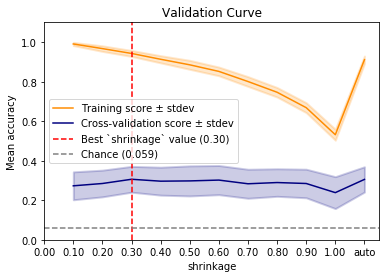 Validation Curve
Mean accuracy
1.0
0.8
0.6
0.4
0.2
0.0
Training score ± stdev
Cross-validation score ± stdev
Best `shrinkage` value (0.30)
Chance (0.059)
0.00 0.10 0.20 0.30 0.40 0.50 0.60 0.70 0.80 0.90 1.00 auto
shrinkage